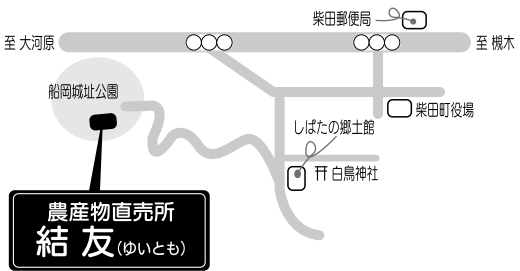 柴田郵便局
至 大河原
至 槻木
船岡城址公園
柴田町役場
しばたの郷土館
白鳥神社
農産物直売所
結友(ゆいとも)